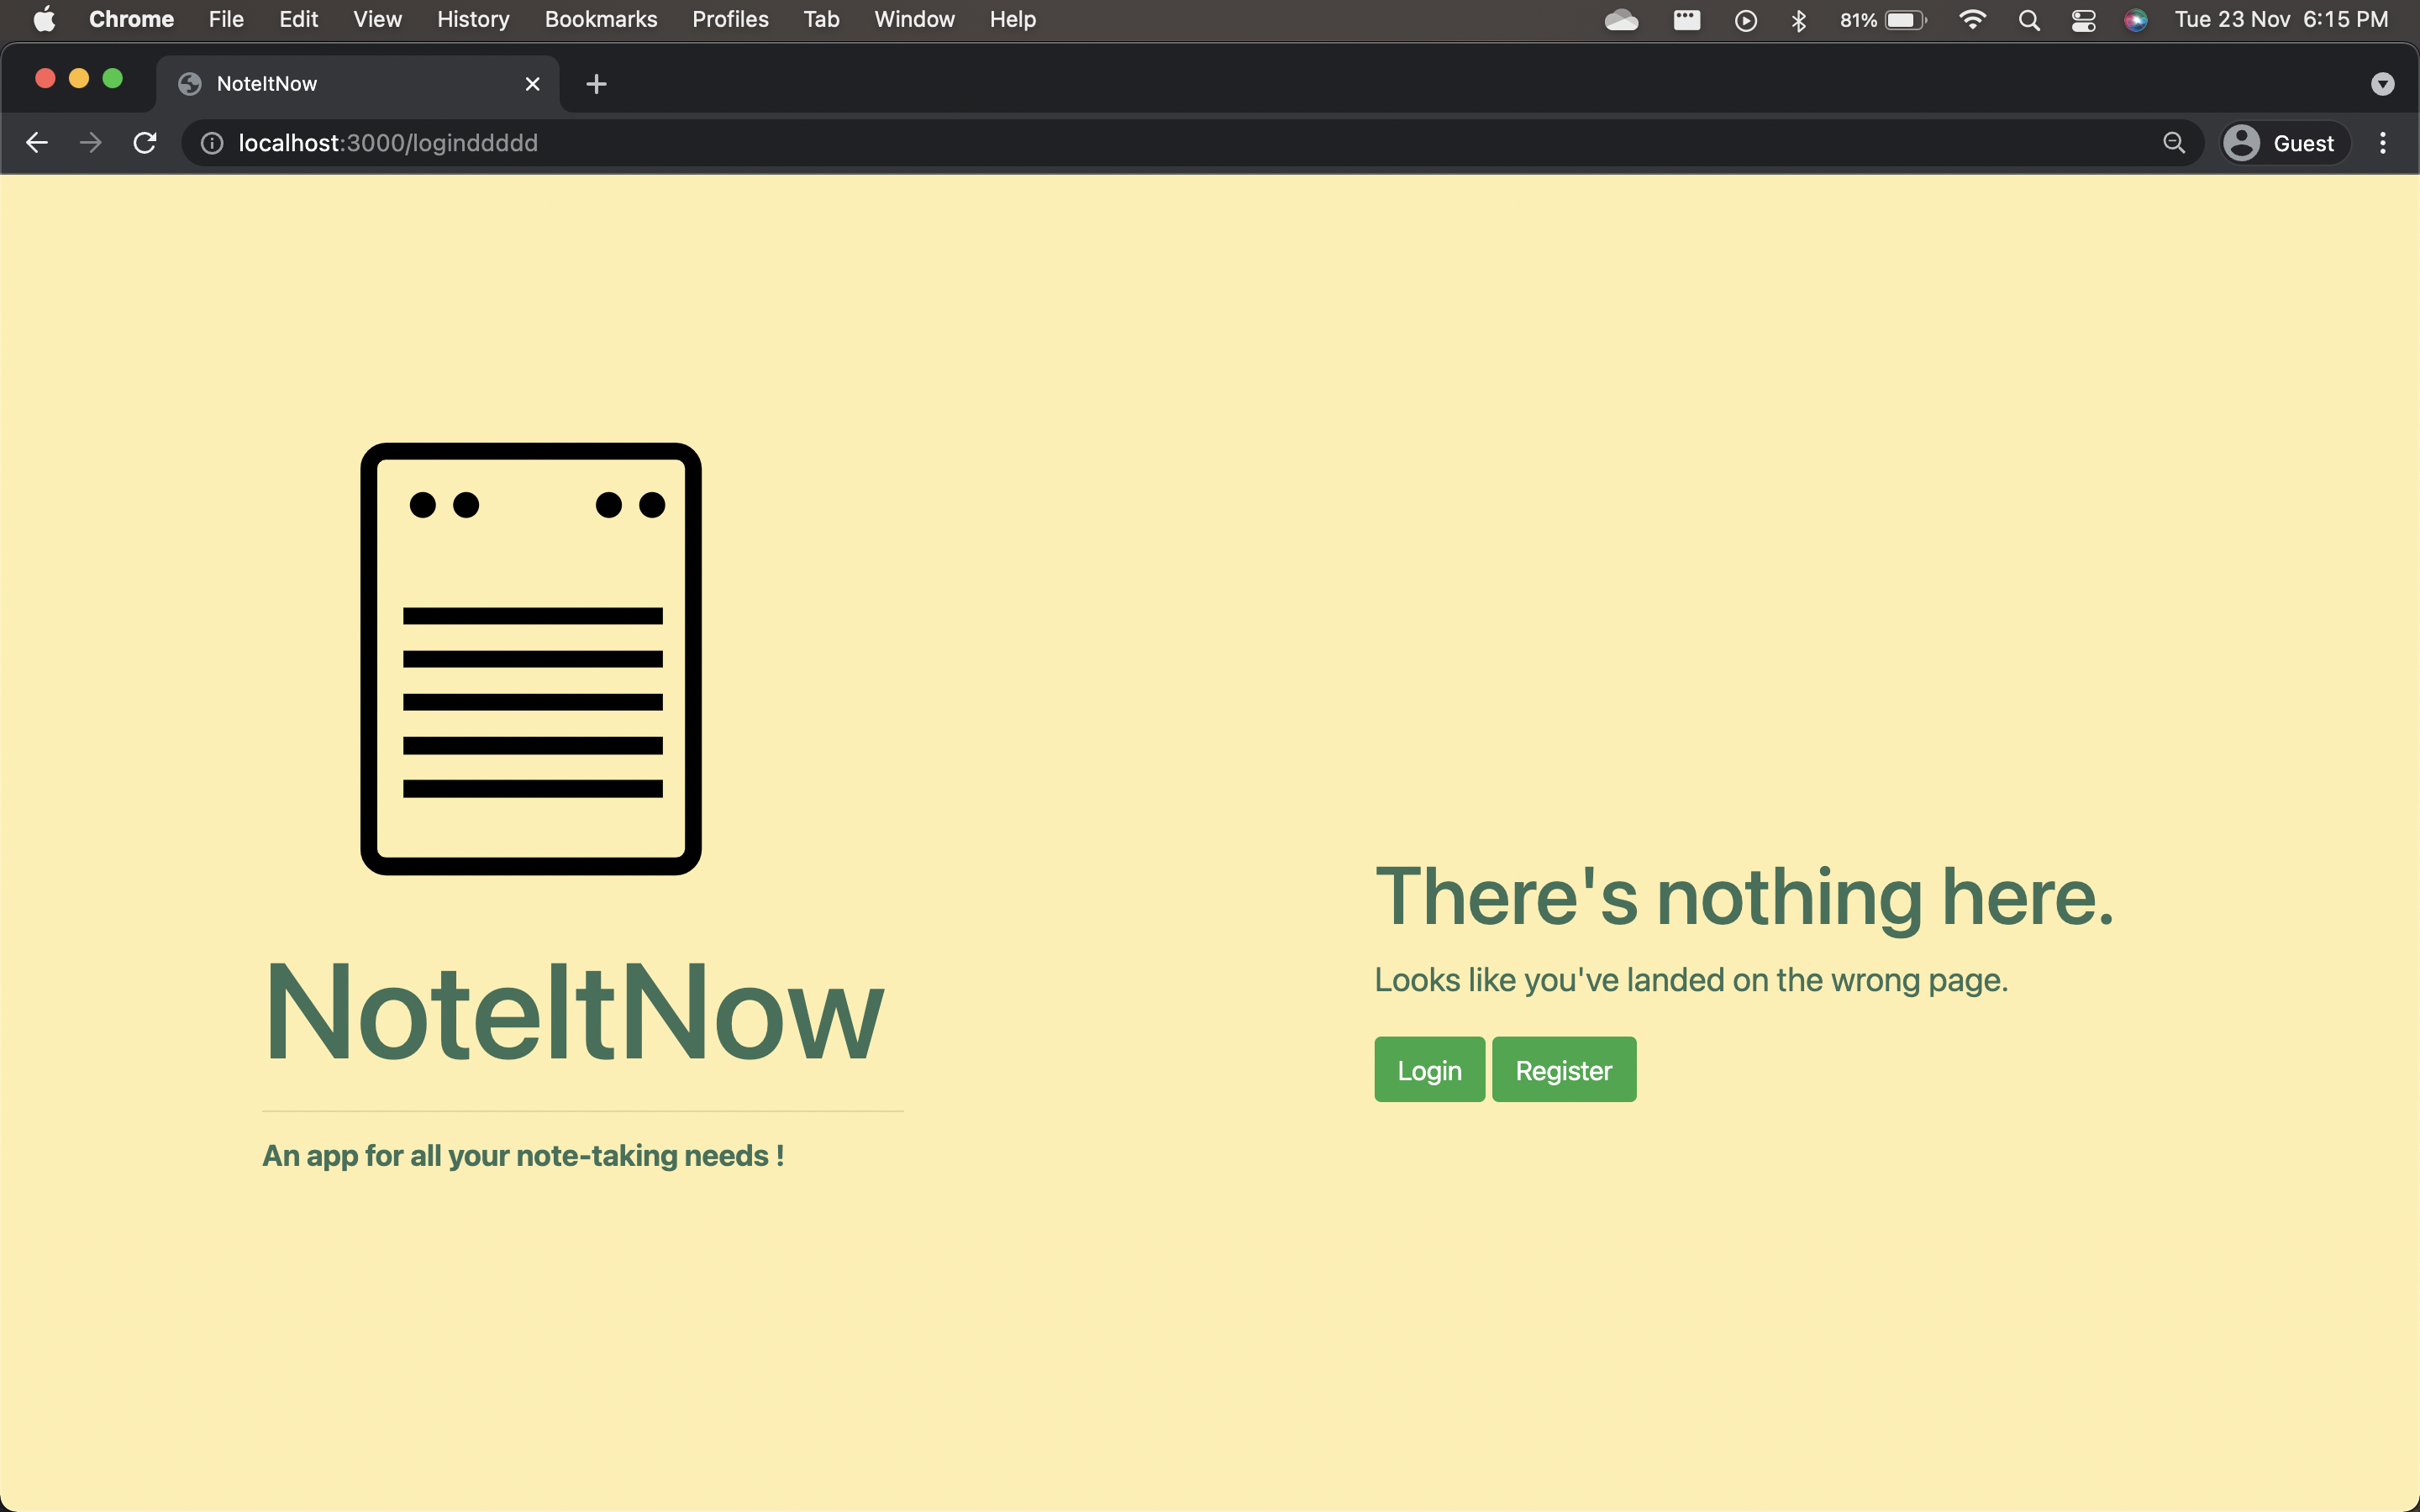 Chrome File Edit View History Bookmarks Profiles Tab Window Help 81% Tue 23 Nov 6:15 PM
NoteItNow
localhost:3000/loginddddd Guest
NoteItNow
An app for all your note-taking needs !
There's nothing here.
Looks like you've landed on the wrong page.
Login Register